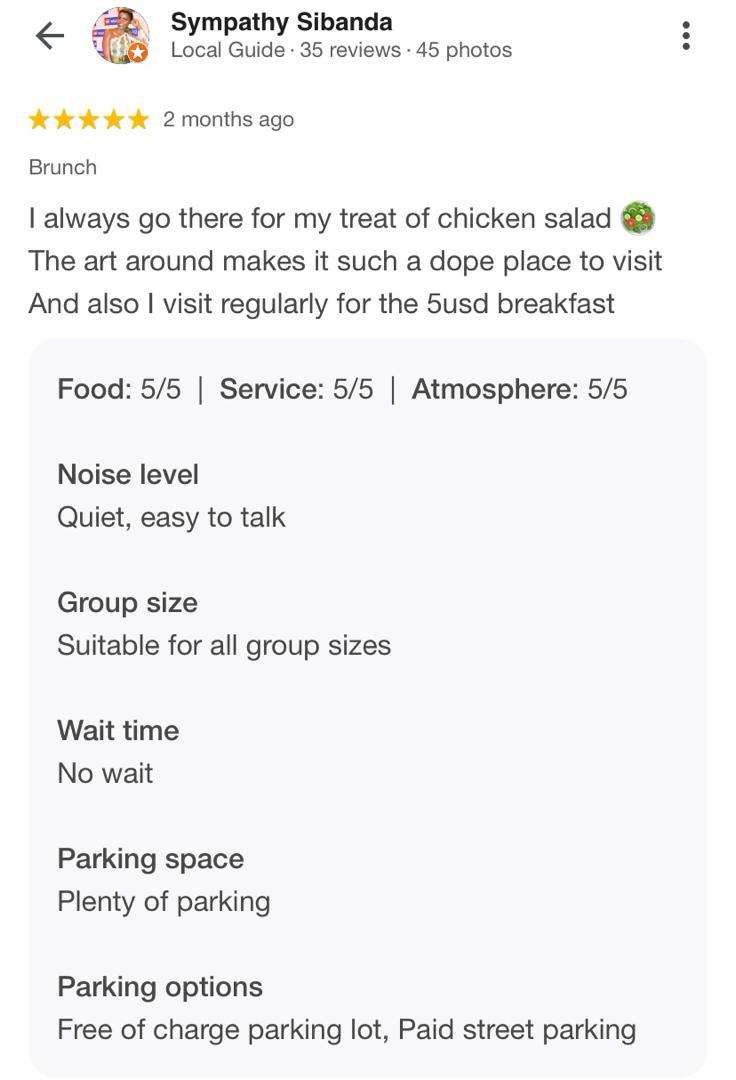 Sympathy Sibanda
Local Guide · 35 reviews · 45 photos
2 months ago
Brunch
I always go there for my treat of chicken salad 🥗
The art around makes it such a dope place to visit
And also I visit regularly for the 5usd breakfast
Food: 5/5 | Service: 5/5 | Atmosphere: 5/5
Noise level
Quiet, easy to talk
Group size
Suitable for all group sizes
Wait time
No wait
Parking space
Plenty of parking
Parking options
Free of charge parking lot, Paid street parking